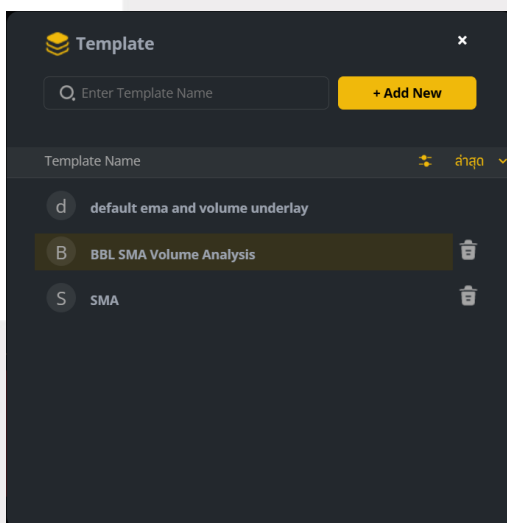 Template
×
Enter Template Name
+ Add New
Template Name
ล่าสุด
d default ema and volume underlay
B BBL SMA Volume Analysis
S SMA